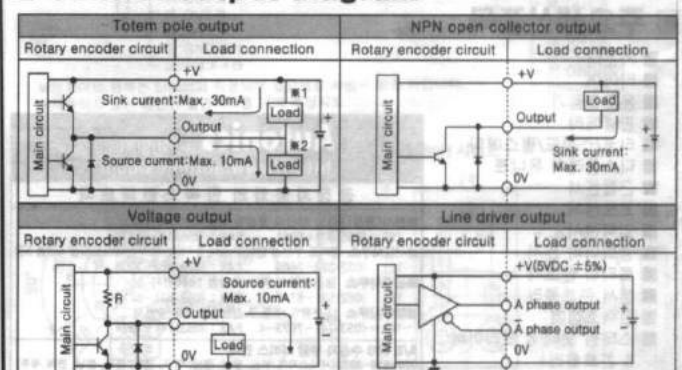 Totem pole output
NPN open collector output
Rotary encoder circuit
Load connection
Rotary encoder circuit
Load connection
Main circuit
+V
Sink current:Max. 30mA
※1
Load
Output
※2
Source current:Max. 10mA
Load
0V
Main circuit
+V
Load
Output
Sink current:
Max. 30mA
0V
Voltage output
Line driver output
Rotary encoder circuit
Load connection
Rotary encoder circuit
Load connection
Main circuit
+V
R
Source current:
Max. 10mA
Output
Load
0V
Main circuit
+V(5VDC ±5%)
A phase output
A̅ phase output
0V